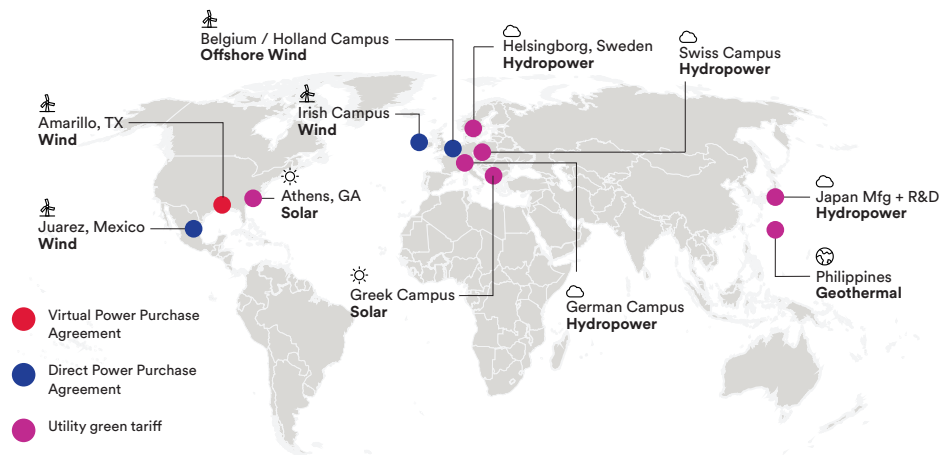 Belgium / Holland Campus
Offshore Wind
Helsingborg, Sweden
Hydropower
Swiss Campus
Hydropower
Amarillo, TX
Wind
Irish Campus
Wind
Athens, GA
Solar
Juarez, Mexico
Wind
Japan Mfg + R&D
Hydropower
Philippines
Geothermal
Greek Campus
Solar
German Campus
Hydropower
Virtual Power Purchase
Agreement
Direct Power Purchase
Agreement
Utility green tariff